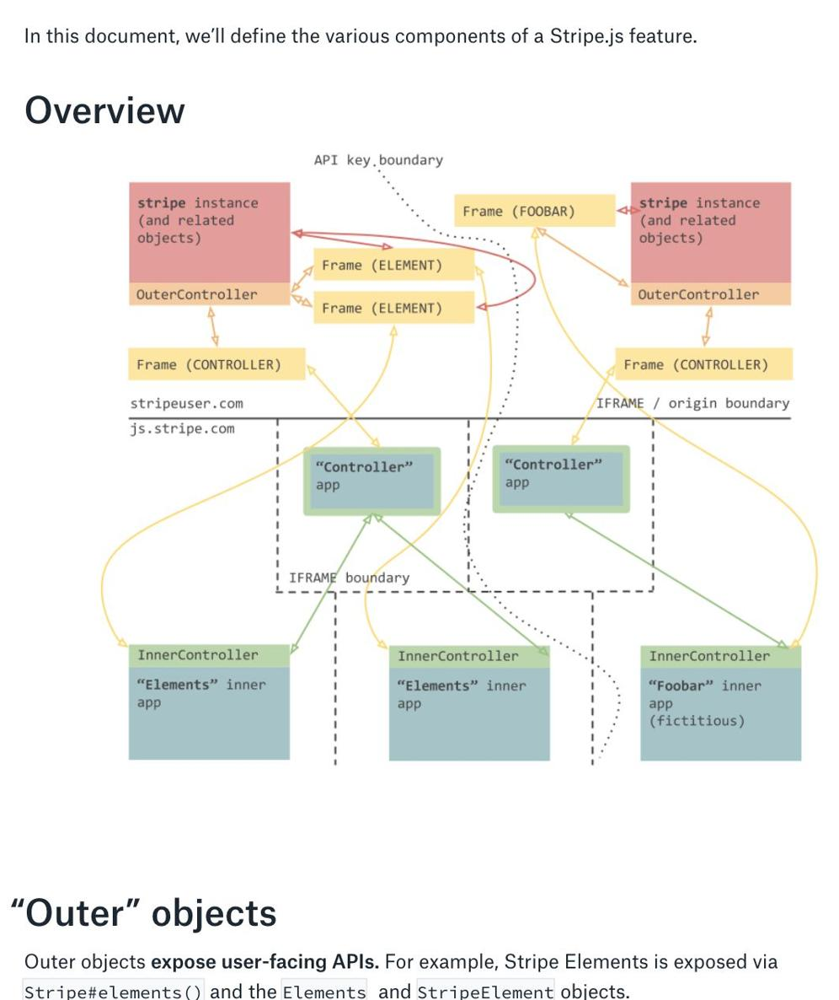 In this document, we’ll define the various components of a Stripe.js feature.
Overview
API key boundary
stripe instance
(and related
objects)
OuterController
Frame (FOOBAR)
stripe instance
(and related
objects)
OuterController
Frame (ELEMENT)
Frame (ELEMENT)
Frame (CONTROLLER)
Frame (CONTROLLER)
stripeuser.com
IFRAME / origin boundary
js.stripe.com
“Controller”
app
“Controller”
app
IFRAME boundary
InnerController
“Elements” inner
app
InnerController
“Elements” inner
app
InnerController
“Foobar” inner
app
(fictitious)
“Outer” objects
Outer objects expose user-facing APIs. For example, Stripe Elements is exposed via
Stripe#elements() and the Elements and StripeElement objects.